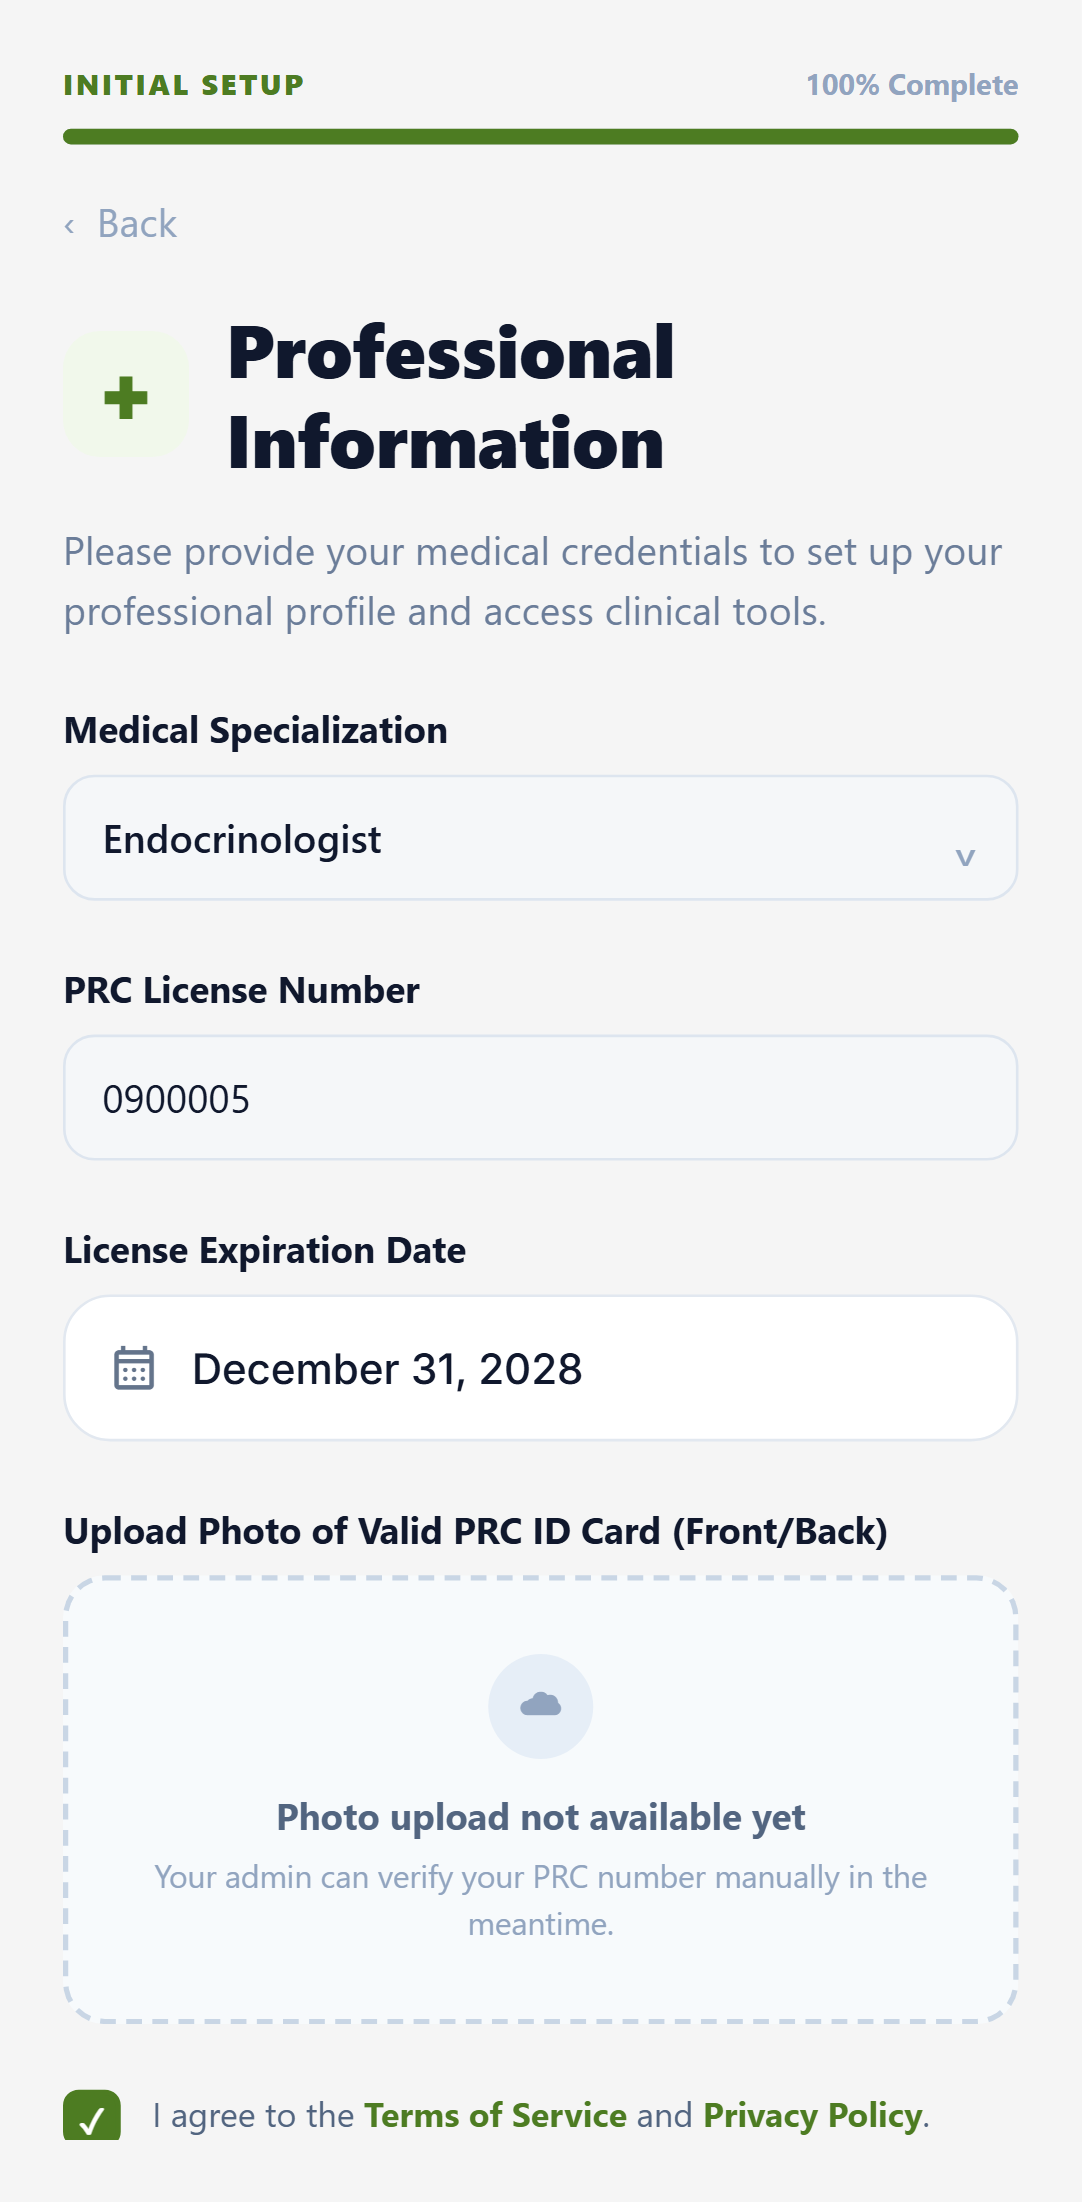 INITIAL SETUP
100% Complete
‹ Back
Professional
Information
Please provide your medical credentials to set up your
professional profile and access clinical tools.
Medical Specialization
Endocrinologist
v
PRC License Number
0900005
License Expiration Date
December 31, 2028
Upload Photo of Valid PRC ID Card (Front/Back)
Photo upload not available yet
Your admin can verify your PRC number manually in the
meantime.
I agree to the Terms of Service and Privacy Policy.